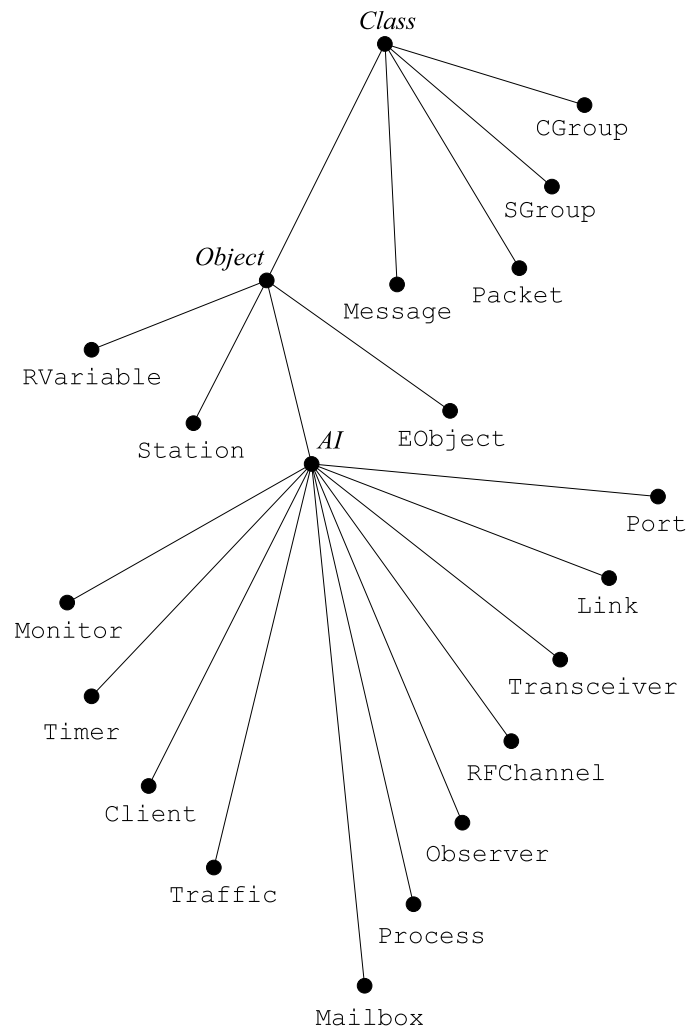 Class
CGroup
SGroup
Object
Packet
Message
RVariable
Station
AI
EObject
Port
Link
Monitor
Transceiver
Timer
RFChannel
Client
Observer
Traffic
Process
Mailbox